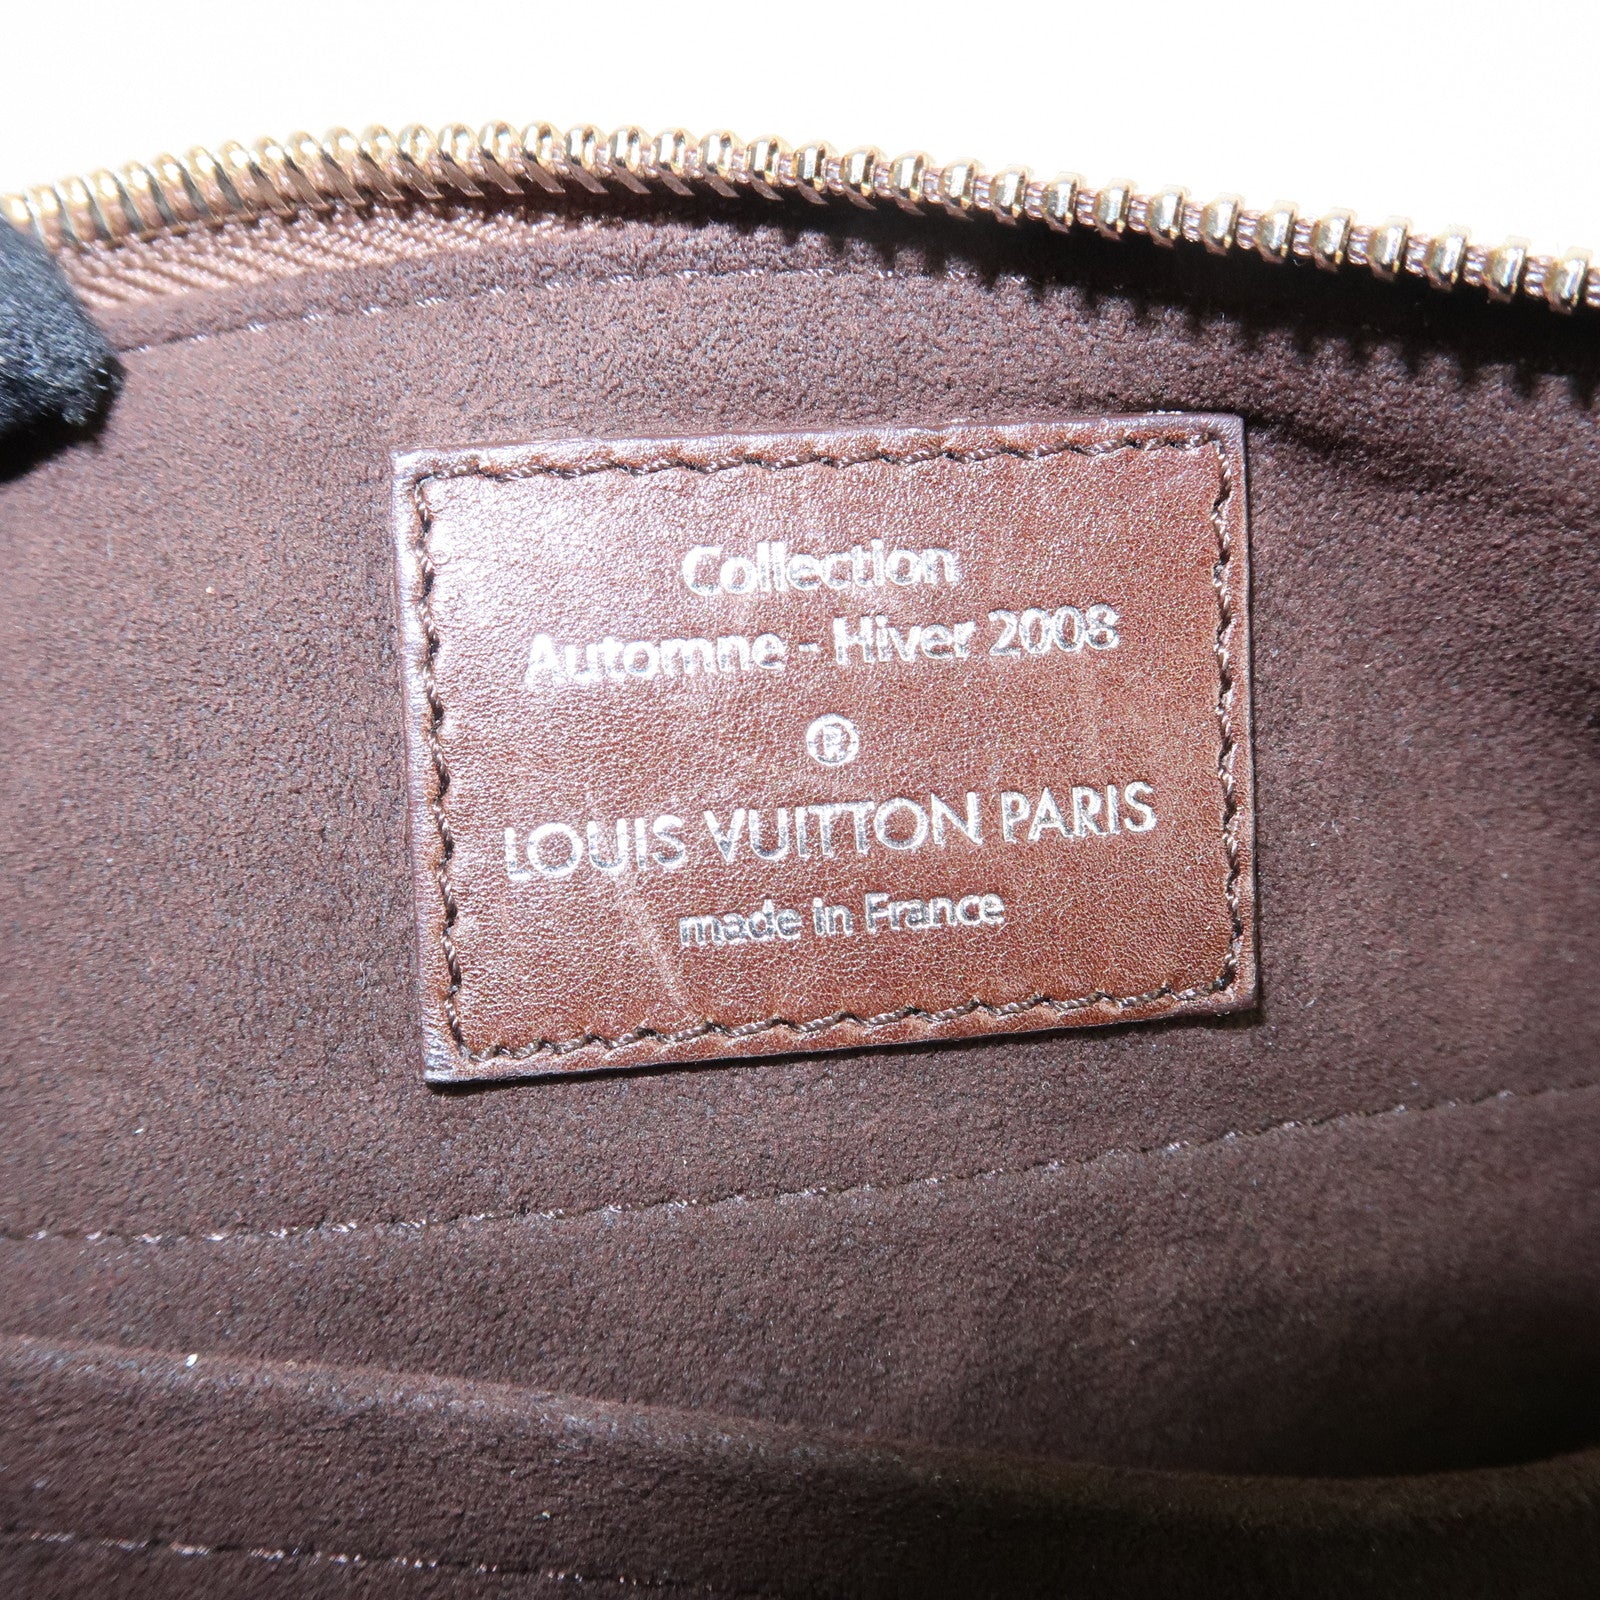 Collection
Automne - Hiver 2008
®
LOUIS VUITTON PARIS
made in France